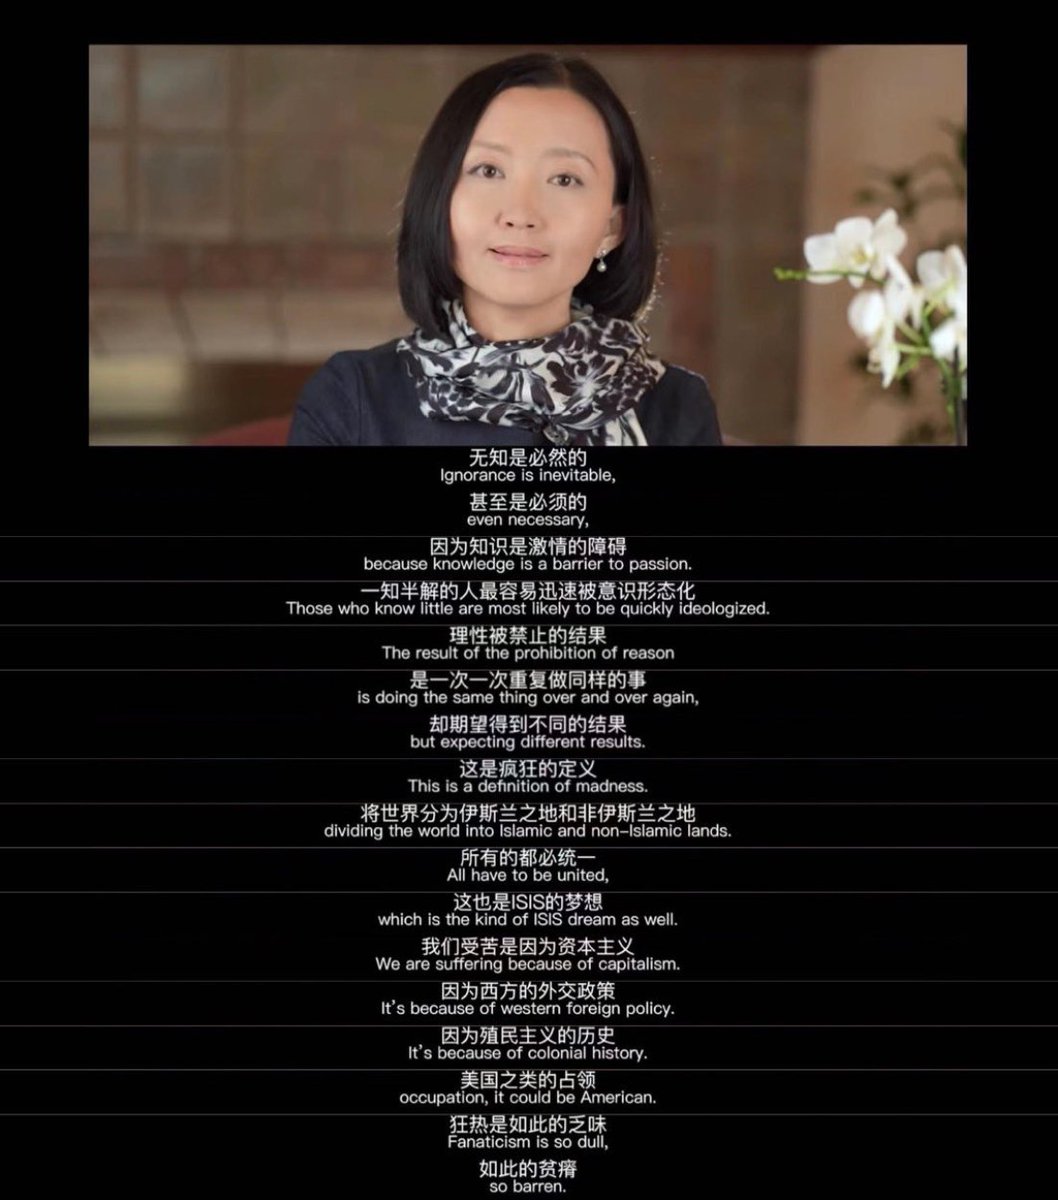 无知是必然的
Ignorance is inevitable,
甚至是必须的
even necessary,
因为知识是激情的障碍
because knowledge is a barrier to passion.
一知半解的人最容易迅速被意识形态化
Those who know little are most likely to be quickly ideologized.
理性被禁止的结果
The result of the prohibition of reason
是一次一次重复做同样的事
is doing the same thing over and over again,
却期望得到不同的结果
but expecting different results.
这是疯狂的定义
This is a definition of madness.
将世界分为伊斯兰之地和非伊斯兰之地
dividing the world into Islamic and non-Islamic lands.
所有的都必统一
All have to be united,
这也是ISIS的梦想
which is the kind of ISIS dream as well.
我们受苦是因为资本主义
We are suffering because of capitalism.
因为西方的外交政策
It's because of western foreign policy.
因为殖民主义的历史
It's because of colonial history.
美国之类的占领
occupation, it could be American.
狂热是如此的乏味
Fanaticism is so dull,
如此的贫瘠
so barren.